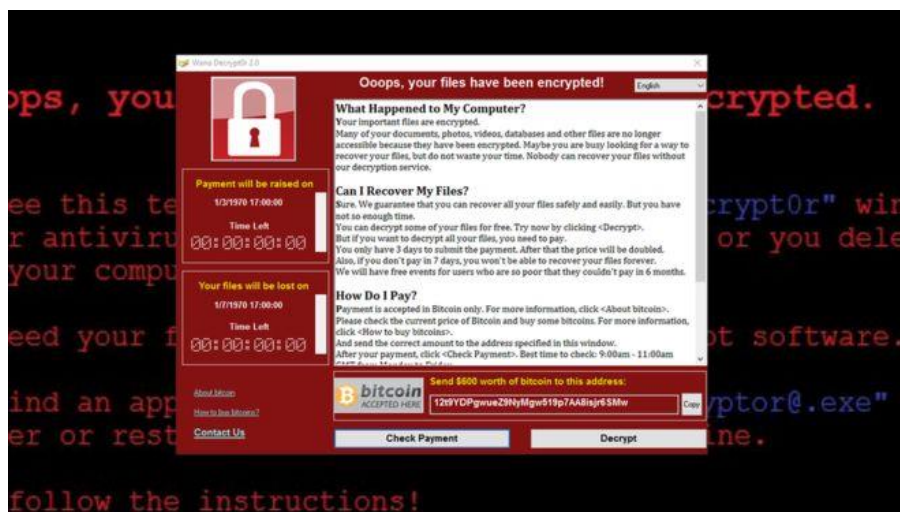 Wana Decrypt0r 2.0
Ooops, your files have been encrypted!
English
Payment will be raised on
1/3/1970 17:00:00
Time Left
00:00:00:00
Your files will be lost on
1/7/1970 17:00:00
Time Left
00:00:00:00
About bitcoin
How to buy bitcoins?
Contact Us
What Happened to My Computer?
Your important files are encrypted.
Many of your documents, photos, videos, databases and other files are no longer
accessible because they have been encrypted. Maybe you are busy looking for a way to
recover your files, but do not waste your time. Nobody can recover your files without
our decryption service.
Can I Recover My Files?
Sure. We guarantee that you can recover all your files safely and easily. But you have
not so enough time.
You can decrypt some of your files for free. Try now by clicking <Decrypt>.
But if you want to decrypt all your files, you need to pay.
You only have 3 days to submit the payment. After that the price will be doubled.
Also, if you don't pay in 7 days, you won't be able to recover your files forever.
We will have free events for users who are so poor that they couldn't pay in 6 months.
How Do I Pay?
Payment is accepted in Bitcoin only. For more information, click <About bitcoin>.
Please check the current price of Bitcoin and buy some bitcoins. For more information,
click <How to buy bitcoins>.
And send the correct amount to the address specified in this window.
After your payment, click <Check Payment>. Best time to check: 9:00am - 11:00am
GMT from Monday to Friday
bitcoin
ACCEPTED HERE
Send $600 worth of bitcoin to this address:
12t9YDPgwueZ9NyMgw519p7AA8isjr6SMw
Copy
Check Payment
Decrypt
ops, you
crypted.
ee this te
crypt0r" win
r antiviru
or you dele
your compu
eed your f
ot software.
ind an app
yptor@.exe"
er or rest
ine.
follow the instructions!